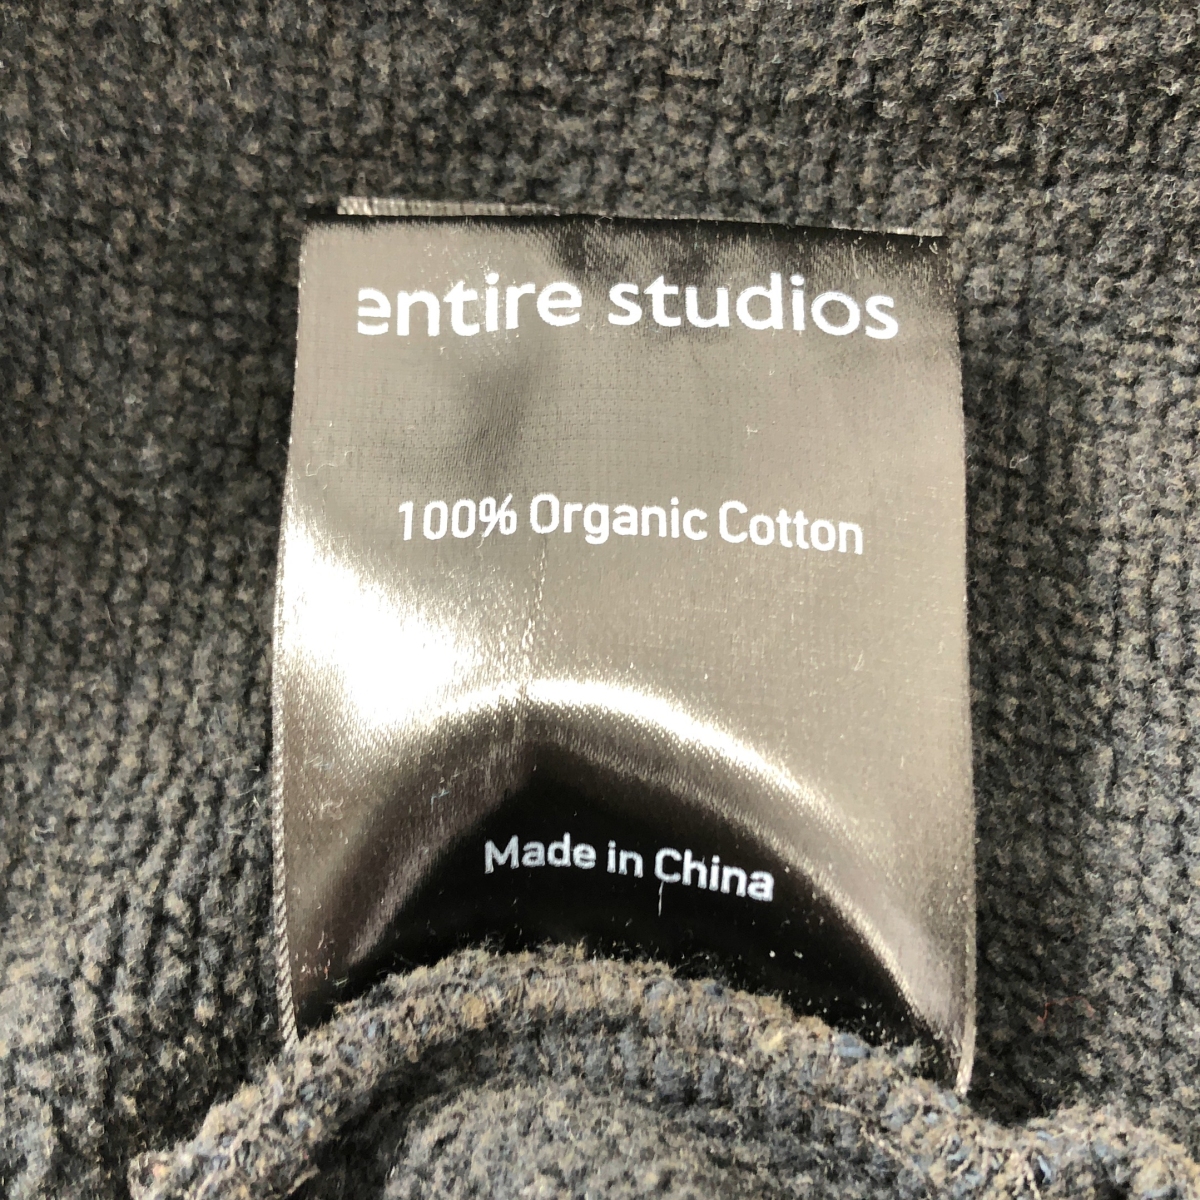 entire studios
100% Organic Cotton
Made in China